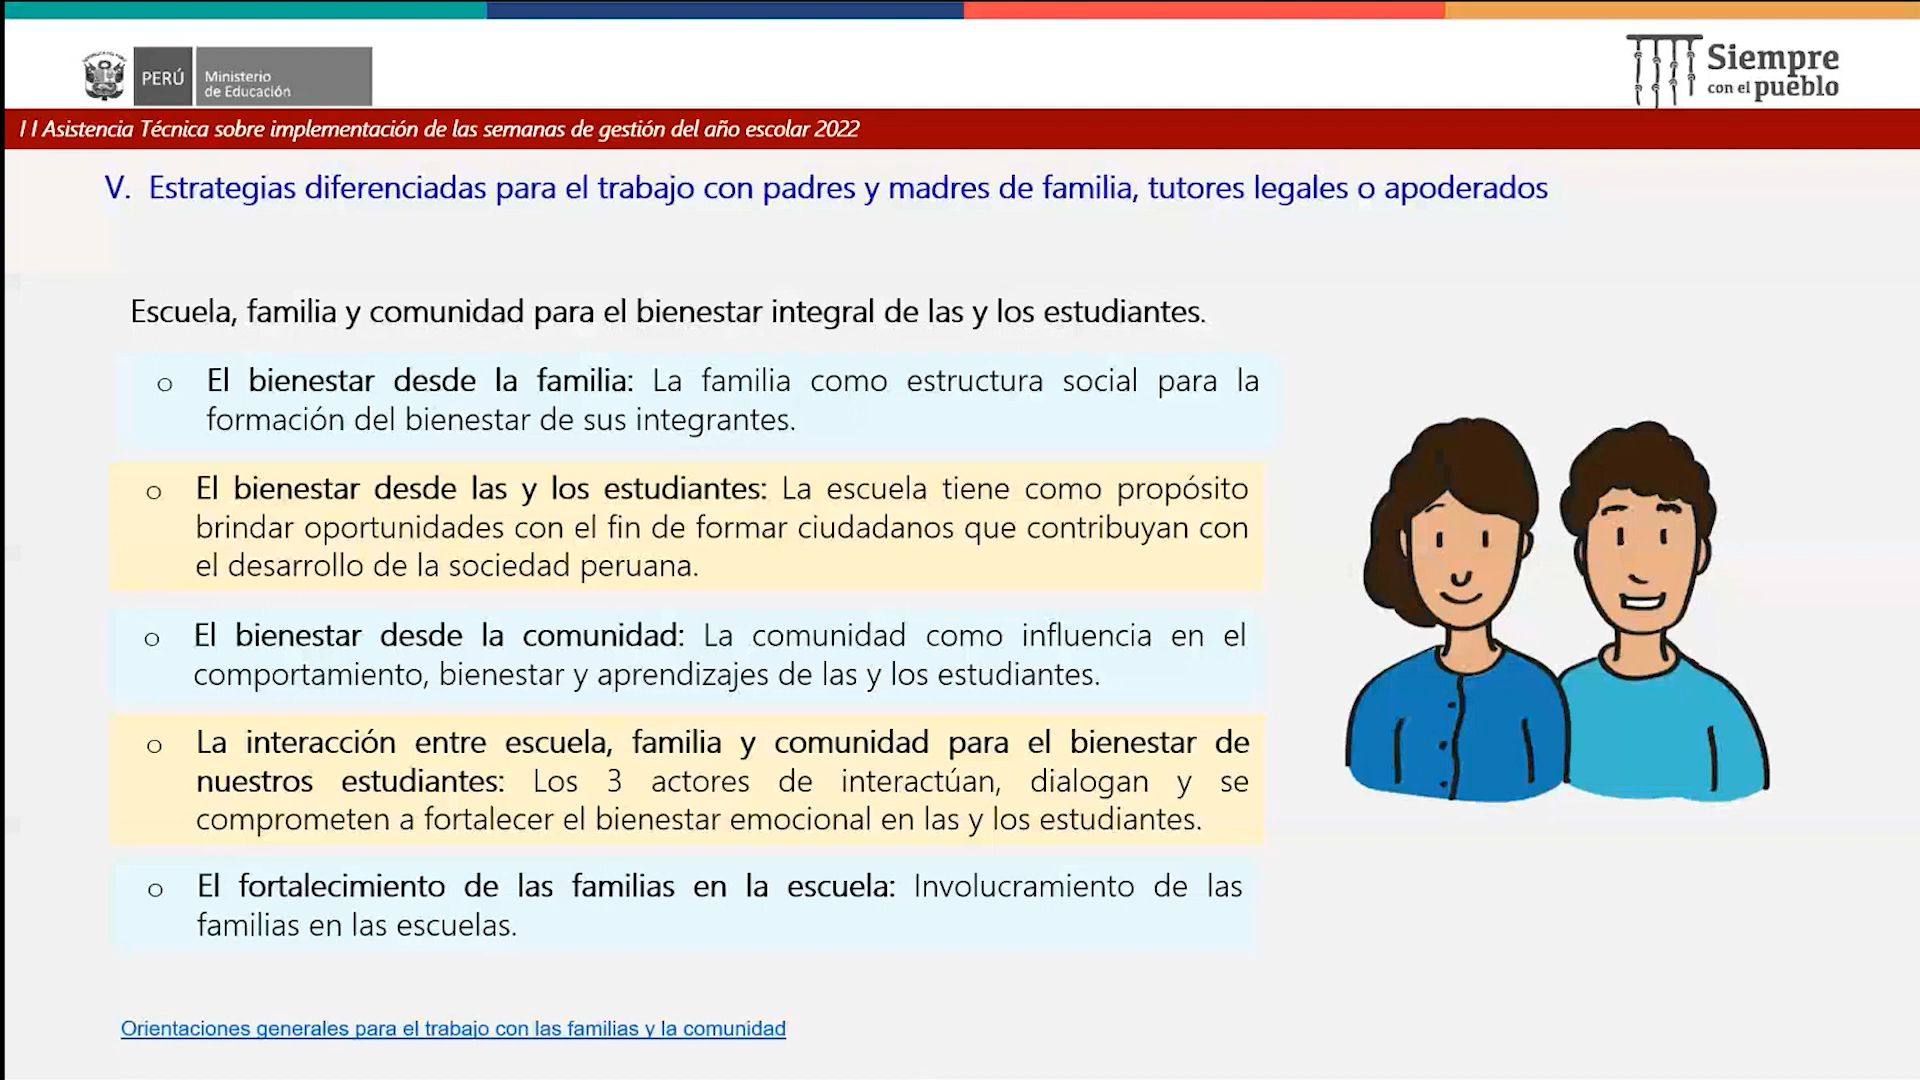 PERÚ
Ministerio
de Educación
Siempre
con el pueblo
I I Asistencia Técnica sobre implementación de las semanas de gestión del año escolar 2022
V. Estrategias diferenciadas para el trabajo con padres y madres de familia, tutores legales o apoderados
Escuela, familia y comunidad para el bienestar integral de las y los estudiantes.
o El bienestar desde la familia: La familia como estructura social para la
formación del bienestar de sus integrantes.
o El bienestar desde las y los estudiantes: La escuela tiene como propósito
brindar oportunidades con el fin de formar ciudadanos que contribuyan con
el desarrollo de la sociedad peruana.
o El bienestar desde la comunidad: La comunidad como influencia en el
comportamiento, bienestar y aprendizajes de las y los estudiantes.
o La interacción entre escuela, familia y comunidad para el bienestar de
nuestros estudiantes: Los 3 actores de interactúan, dialogan y se
comprometen a fortalecer el bienestar emocional en las y los estudiantes.
o El fortalecimiento de las familias en la escuela: Involucramiento de las
familias en las escuelas.
Orientaciones generales para el trabajo con las familias y la comunidad